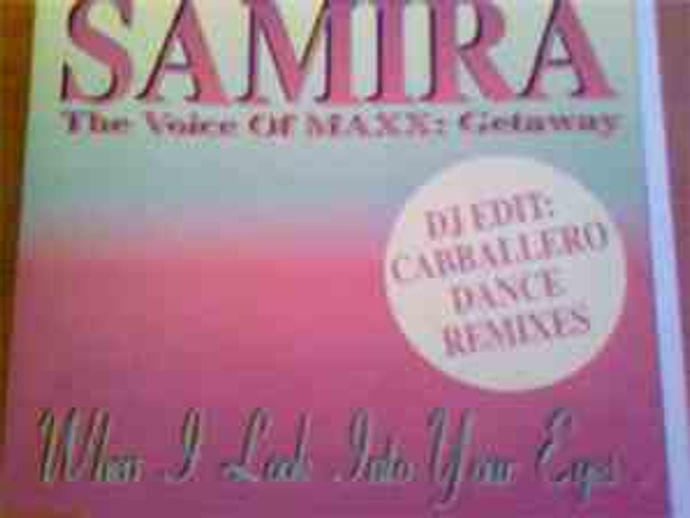 SAMIRA
The Voice Of MAXX: Getaway
DJ EDIT:
CABBALLERO
DANCE
REMIXES
When I Look Into Your Eyes